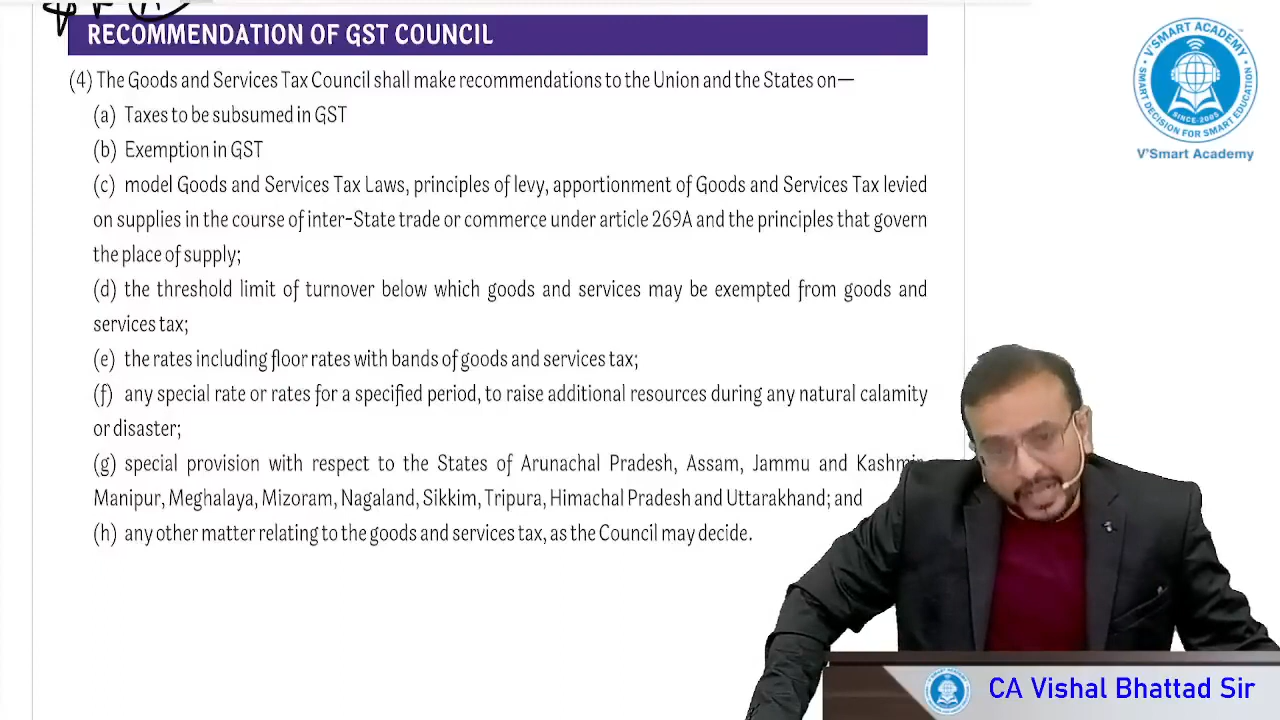 RECOMMENDATION OF GST COUNCIL
(4) The Goods and Services Tax Council shall make recommendations to the Union and the States on—
(a) Taxes to be subsumed in GST
(b) Exemption in GST
(c) model Goods and Services Tax Laws, principles of levy, apportionment of Goods and Services Tax levied
on supplies in the course of inter-State trade or commerce under article 269A and the principles that govern
the place of supply;
(d) the threshold limit of turnover below which goods and services may be exempted from goods and
services tax;
(e) the rates including floor rates with bands of goods and services tax;
(f) any special rate or rates for a specified period, to raise additional resources during any natural calamity
or disaster;
(g) special provision with respect to the States of Arunachal Pradesh, Assam, Jammu and Kashmir,
Manipur, Meghalaya, Mizoram, Nagaland, Sikkim, Tripura, Himachal Pradesh and Uttarakhand; and
(h) any other matter relating to the goods and services tax, as the Council may decide.
V'SMART ACADEMY
SMART DECISION FOR SMART EDUCATION
SINCE-2005
V'Smart Academy
CA Vishal Bhattad Sir